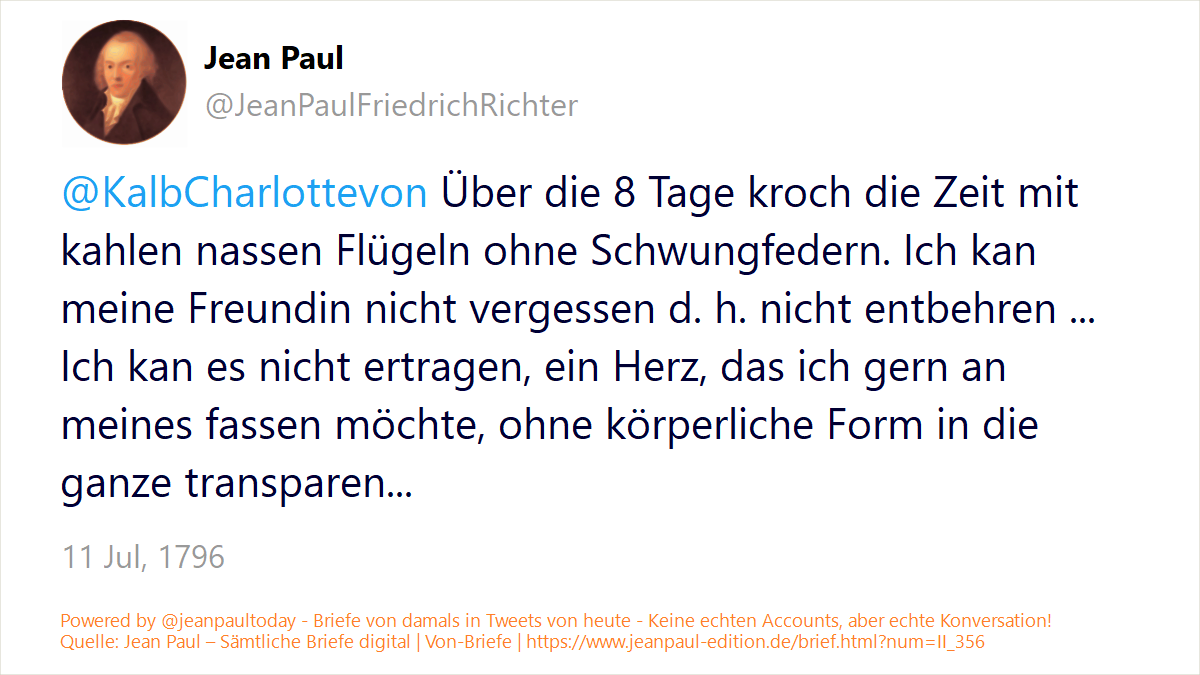 Jean Paul
@JeanPaulFriedrichRichter
@KalbCharlottevon Über die 8 Tage kroch die Zeit mit
kahlen nassen Flügeln ohne Schwungfedern. Ich kan
meine Freundin nicht vergessen d. h. nicht entbehren ...
Ich kan es nicht ertragen, ein Herz, das ich gern an
meines fassen möchte, ohne körperliche Form in die
ganze transparen...
11 Jul, 1796
Powered by @jeanpaultoday - Briefe von damals in Tweets von heute - Keine echten Accounts, aber echte Konversation!
Quelle: Jean Paul – Sämtliche Briefe digital | Von-Briefe | https://www.jeanpaul-edition.de/brief.html?num=II_356